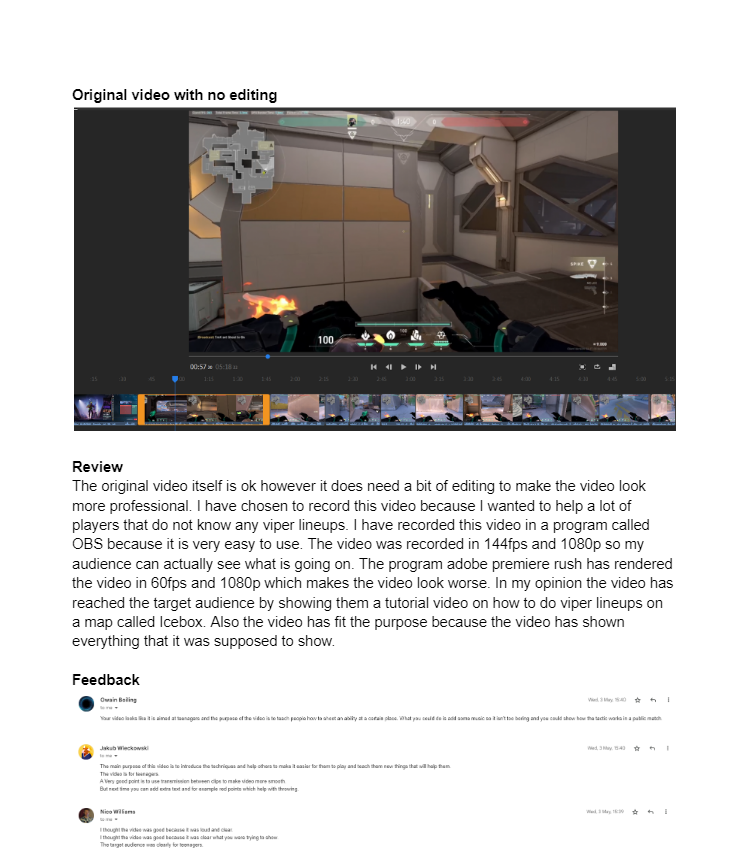 Original video with no editing
100
SPIKE
00:57
Review
The original video itself is ok however it does need a bit of editing to make the video look
more professional. I have chosen to record this video because I wanted to help a lot of
players that do not know any viper lineups. I have recorded this video in a program called
OBS because it is very easy to use. The video was recorded in 144fps and 1080p so my
audience can actually see what is going on. The program adobe premiere rush has rendered
the video in 60fps and 1080p which makes the video look worse. In my opinion the video has
reached the target audience by showing them a tutorial video on how to do viper lineups on
a map called Icebox. Also the video has fit the purpose because the video has shown
everything that it was supposed to show.
Feedback
Owain Boiling Wed, 3 May, 15:40
to me
Your video looks like it is aimed at teenagers and the purpose of the video is to teach people how to shoot an ability at a certain place. What you could do is add some music so it isn't too boring and you could show how the tactic works in a public match.
Jakub Wieckowski Wed, 3 May, 15:40
to me
The main purpose of this video is to introduce the techniques and help others to make it easier for them to play and teach them new things that will help them.
The video is for teenagers.
A Very good point is to use transmission between clips to make video more smooth.
But next time you can add extra text and for example red points which help with throwing.
Nico Williams Wed, 3 May,
to me
I thought the video was good because it was loud and clear
I thought the video was good because it was clear what you were trying to show
The target audience was clearly for teenagers